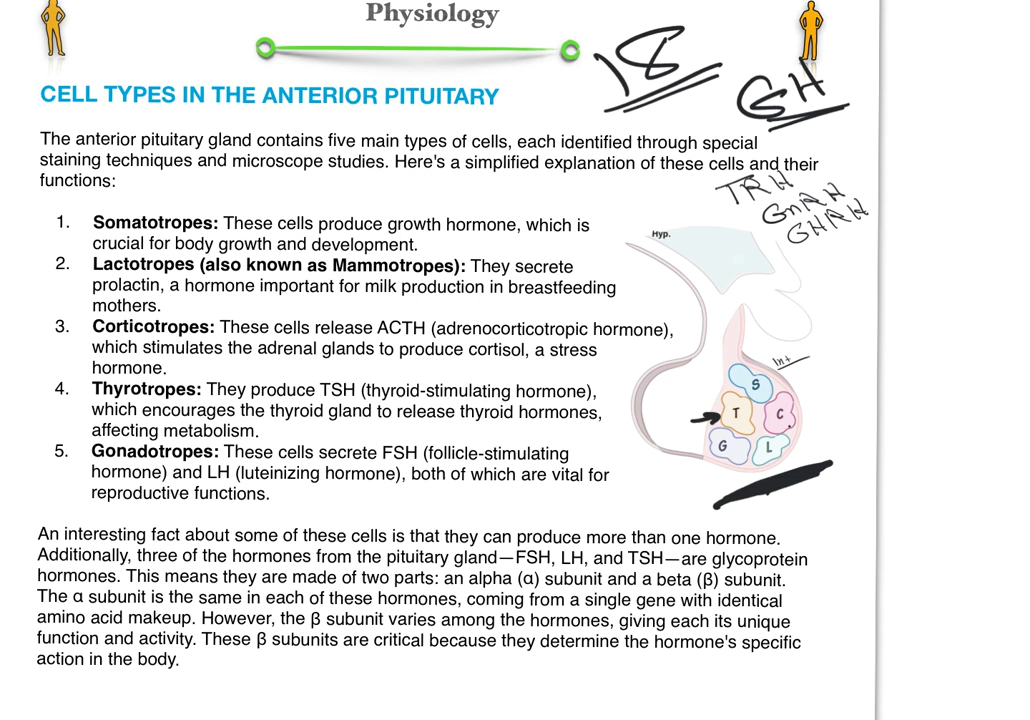 Physiology
18
GH
CELL TYPES IN THE ANTERIOR PITUITARY
The anterior pituitary gland contains five main types of cells, each identified through special
staining techniques and microscope studies. Here's a simplified explanation of these cells and their
functions:
TRH
GnRH
GHRH
1. Somatotropes: These cells produce growth hormone, which is
crucial for body growth and development.
2. Lactotropes (also known as Mammotropes): They secrete
prolactin, a hormone important for milk production in breastfeeding
mothers.
3. Corticotropes: These cells release ACTH (adrenocorticotropic hormone),
which stimulates the adrenal glands to produce cortisol, a stress
hormone.
4. Thyrotropes: They produce TSH (thyroid-stimulating hormone),
which encourages the thyroid gland to release thyroid hormones,
affecting metabolism.
5. Gonadotropes: These cells secrete FSH (follicle-stimulating
hormone) and LH (luteinizing hormone), both of which are vital for
reproductive functions.
Hyp.
Int
S
T
C
G
L
An interesting fact about some of these cells is that they can produce more than one hormone.
Additionally, three of the hormones from the pituitary gland—FSH, LH, and TSH—are glycoprotein
hormones. This means they are made of two parts: an alpha (α) subunit and a beta (β) subunit.
The α subunit is the same in each of these hormones, coming from a single gene with identical
amino acid makeup. However, the β subunit varies among the hormones, giving each its unique
function and activity. These β subunits are critical because they determine the hormone's specific
action in the body.